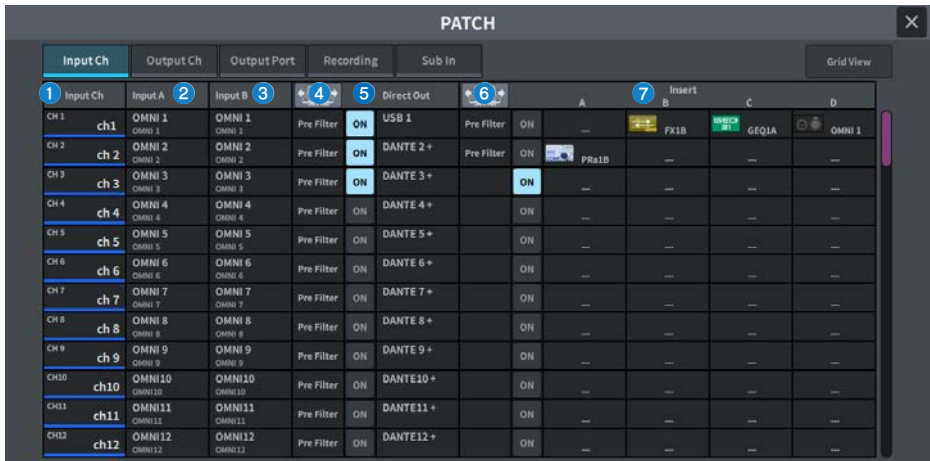 PATCH
Input Ch Output Ch Output Port Recording Sub In Grid View
1 Input Ch Input A 2 Input B 3 4 5 Direct Out 6 7 Insert
A B C D
CH 1 ch1 OMNI 1 OMNI 1 Pre Filter ON USB 1 Pre Filter ON — FX1B GEQ1A OMNI 1
OMNI 1 OMNI 1
CH 2 ch 2 OMNI 2 OMNI 2 Pre Filter ON DANTE 2+ Pre Filter ON PRa1B — — —
OMNI 2 OMNI 2
CH 3 ch 3 OMNI 3 OMNI 3 Pre Filter ON DANTE 3+ ON — — — —
OMNI 3 OMNI 3
CH 4 ch 4 OMNI 4 OMNI 4 Pre Filter ON DANTE 4+ ON — — — —
OMNI 4 OMNI 4
CH 5 ch 5 OMNI 5 OMNI 5 Pre Filter ON DANTE 5+ ON — — — —
OMNI 5 OMNI 5
CH 6 ch 6 OMNI 6 OMNI 6 Pre Filter ON DANTE 6+ ON — — — —
OMNI 6 OMNI 6
CH 7 ch 7 OMNI 7 OMNI 7 Pre Filter ON DANTE 7+ ON — — — —
OMNI 7 OMNI 7
CH 8 ch 8 OMNI 8 OMNI 8 Pre Filter ON DANTE 8+ ON — — — —
OMNI 8 OMNI 8
CH 9 ch 9 OMNI 9 OMNI 9 Pre Filter ON DANTE 9+ ON — — — —
OMNI 9 OMNI 9
CH10 ch10 OMNI10 OMNI10 Pre Filter ON DANTE10+ ON — — — —
OMNI10 OMNI10
CH11 ch11 OMNI11 OMNI11 Pre Filter ON DANTE11+ ON — — — —
OMNI11 OMNI11
CH12 ch12 OMNI12 OMNI12 Pre Filter ON DANTE12+ ON — — — —
OMNI12 OMNI12